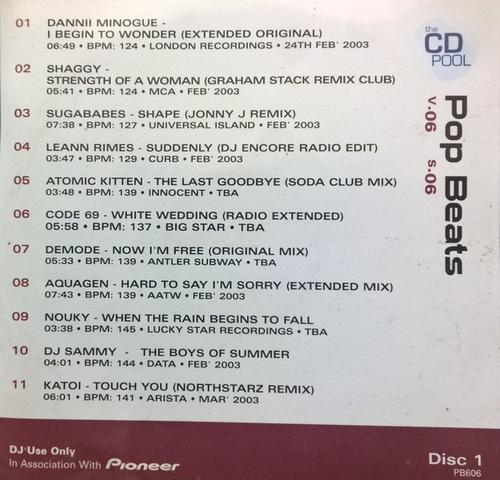 01 DANNII MINOGUE -
I BEGIN TO WONDER (EXTENDED ORIGINAL)
06:49 • BPM: 124 • LONDON RECORDINGS • 24TH FEB' 2003
02 SHAGGY -
STRENGTH OF A WOMAN (GRAHAM STACK REMIX CLUB)
05:41 • BPM: 124 • MCA • FEB' 2003
03 SUGABABES - SHAPE (JONNY J REMIX)
07:38 • BPM: 127 • UNIVERSAL ISLAND • FEB' 2003
04 LEANN RIMES - SUDDENLY (DJ ENCORE RADIO EDIT)
03:47 • BPM: 129 • CURB • FEB' 2003
05 ATOMIC KITTEN - THE LAST GOODBYE (SODA CLUB MIX)
03:48 • BPM: 139 • INNOCENT • TBA
06 CODE 69 - WHITE WEDDING (RADIO EXTENDED)
05:58 • BPM: 137 • BIG STAR • TBA
07 DEMODE - NOW I'M FREE (ORIGINAL MIX)
05:33 • BPM: 139 • ANTLER SUBWAY • TBA
08 AQUAGEN - HARD TO SAY I'M SORRY (EXTENDED MIX)
07:43 • BPM: 139 • AATW • FEB' 2003
09 NOUKY - WHEN THE RAIN BEGINS TO FALL
03:38 • BPM: 145 • LUCKY STAR RECORDINGS • TBA
10 DJ SAMMY - THE BOYS OF SUMMER
04:01 • BPM: 144 • DATA • FEB' 2003
11 KATOI - TOUCH YOU (NORTHSTARZ REMIX)
06:01 • BPM: 141 • ARISTA • MAR' 2003
the
CD
POOL
Pop Beats
v.06 s.06
DJ Use Only
In Association With Pioneer
Disc 1
PB606